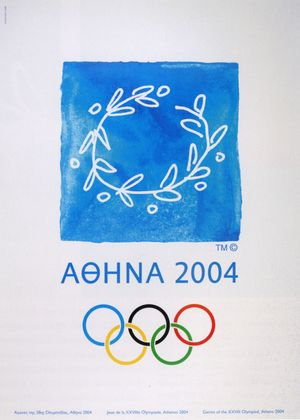 TM ©
ΑΘΗΝΑ 2004
Αγώνες της 28ης Ολυμπιάδας, Αθήνα 2004 Jeux de la XXVIIIe Olympiade, Athènes 2004 Games of the XXVIII Olympiad, Athens 2004